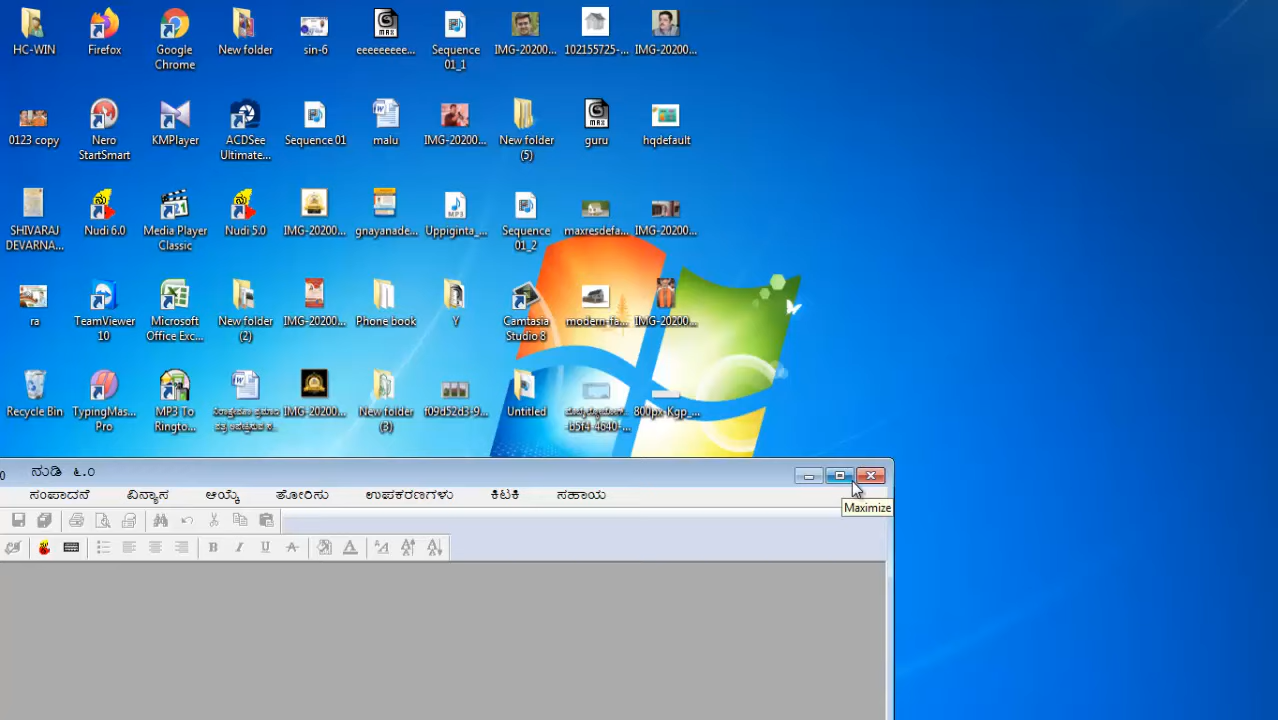 HC-WIN
Firefox
Google
Chrome
New folder
sin-6
eeeeeeeee...
Sequence
01_1
IMG-20200...
102155725-...
IMG-20200...
0123 copy
Nero
StartSmart
KMPlayer
ACDSee
Ultimate...
Sequence 01
malu
IMG-20200...
New folder
(5)
guru
hqdefault
SHIVARAJ
DEVARNA...
Nudi 6.0
Media Player
Classic
Nudi 5.0
IMG-20200...
gnayanade...
Uppiginta_...
Sequence
01_2
maxresdefa...
IMG-20200...
ra
TeamViewer
10
Microsoft
Office Exc...
New folder
(2)
IMG-20200...
Phone book
Y
Camtasia
Studio 8
modern-fa...
IMG-20200...
Recycle Bin
TypingMas...
Pro
MP3 To
Ringto...
IMG-20200...
New folder
(3)
f09d52d3-9...
Untitled
-b5f4-4640-...
800px-Kgp_...
0 ನುಡಿ ೬.೦
Maximize
ಸಂಪಾದನೆ ವಿನ್ಯಾಸ ಆಯ್ಕೆ ತೋರಿಸು ಉಪಕರಣಗಳು ಕಿಟಕಿ ಸಹಾಯ